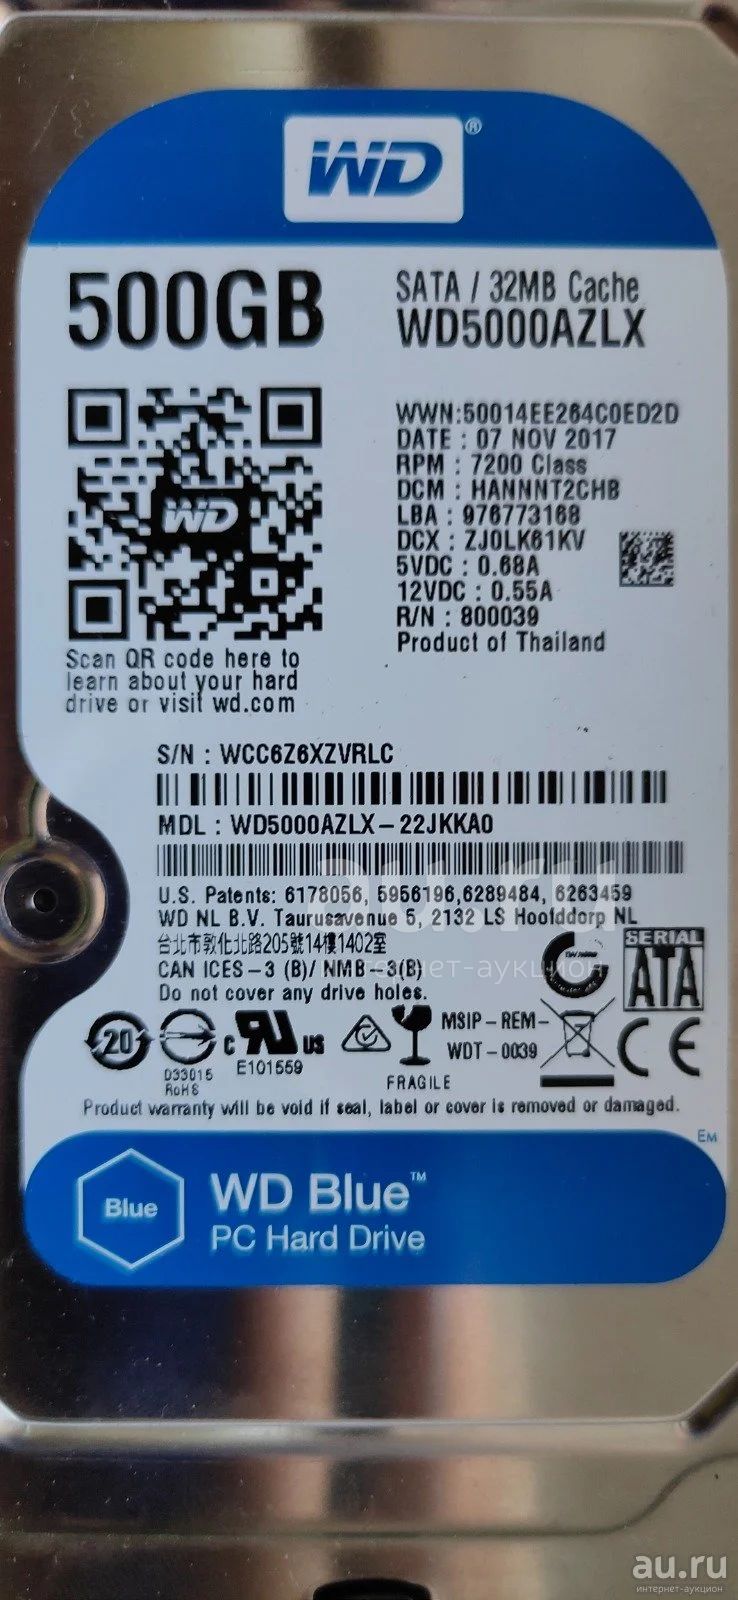 WD®
500GB
SATA / 32MB Cache
WD5000AZLX
WWN:50014EE264C0ED2D
DATE : 07 NOV 2017
RPM : 7200 Class
DCM : HANNNT2CHB
LBA : 976773168
DCX : ZJ0LK61KV
5VDC : 0.68A
12VDC : 0.55A
R/N : 800039
Product of Thailand
WD
Scan QR code here to
learn about your hard
drive or visit wd.com
S/N : WCC6Z6XZVRLC
MDL : WD5000AZLX-22JKKA0
U.S. Patents: 6178056, 5956196,6289484, 6263459
WD NL B.V. Taurusavenue 5, 2132 LS Hoofddorp NL
台北市敦化北路205號14樓1402室
CAN ICES-3 (B)/ NMB-3(B)
Do not cover any drive holes.
SERIAL
ATA
20
D33015
RoHS
c RU US
E101559
FRAGILE
MSIP-REM-
WDT-0039
CE
Product warranty will be void if seal, label or cover is removed or damaged.
EM
Blue
WD Blue™
PC Hard Drive
au.ru
интернет-аукцион
au.ru
интернет-аукцион